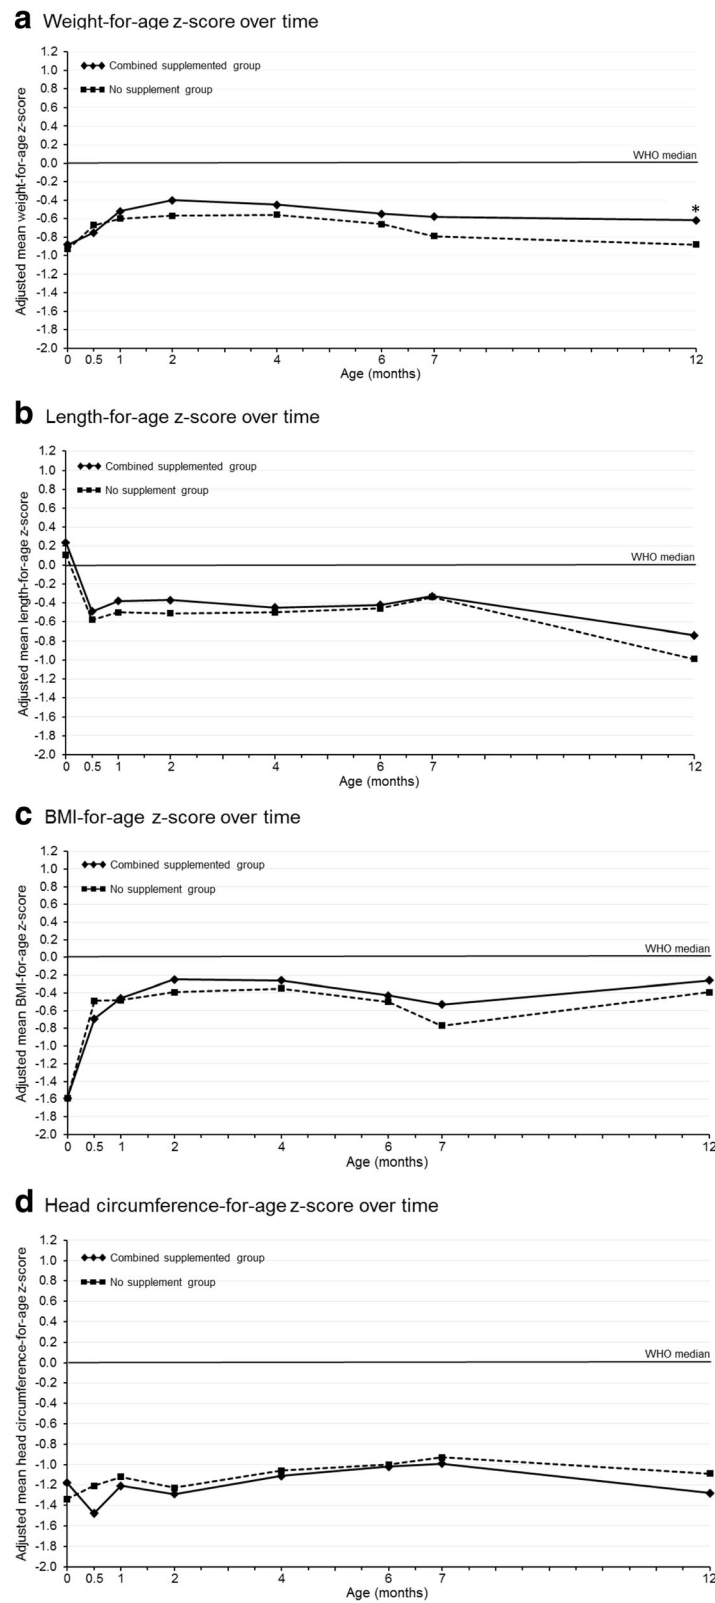 a Weight-for-age z-score over time
Adjusted mean weight-for-age z-score
1.2
1.0
0.8
0.6
0.4
0.2
0.0
-0.2
-0.4
-0.6
-0.8
-1.0
-1.2
-1.4
-1.6
-1.8
-2.0
Combined supplemented group
No supplement group
WHO median
*
0 0.5 1 2 4 6 7 12
Age (months)
b Length-for-age z-score over time
Adjusted mean length-for-age z-score
1.2
1.0
0.8
0.6
0.4
0.2
0.0
-0.2
-0.4
-0.6
-0.8
-1.0
-1.2
-1.4
-1.6
-1.8
-2.0
Combined supplemented group
No supplement group
WHO median
0 0.5 1 2 4 6 7 12
Age (months)
c BMI-for-age z-score over time
Adjusted mean BMI-for-age z-score
1.2
1.0
0.8
0.6
0.4
0.2
0.0
-0.2
-0.4
-0.6
-0.8
-1.0
-1.2
-1.4
-1.6
-1.8
-2.0
Combined supplemented group
No supplement group
WHO median
0 0.5 1 2 4 6 7 12
Age (months)
d Head circumference-for-age z-score over time
Adjusted mean head circumference-for-age z-score
1.2
1.0
0.8
0.6
0.4
0.2
0.0
-0.2
-0.4
-0.6
-0.8
-1.0
-1.2
-1.4
-1.6
-1.8
-2.0
Combined supplemented group
No supplement group
WHO median
0 0.5 1 2 4 6 7 12
Age (months)